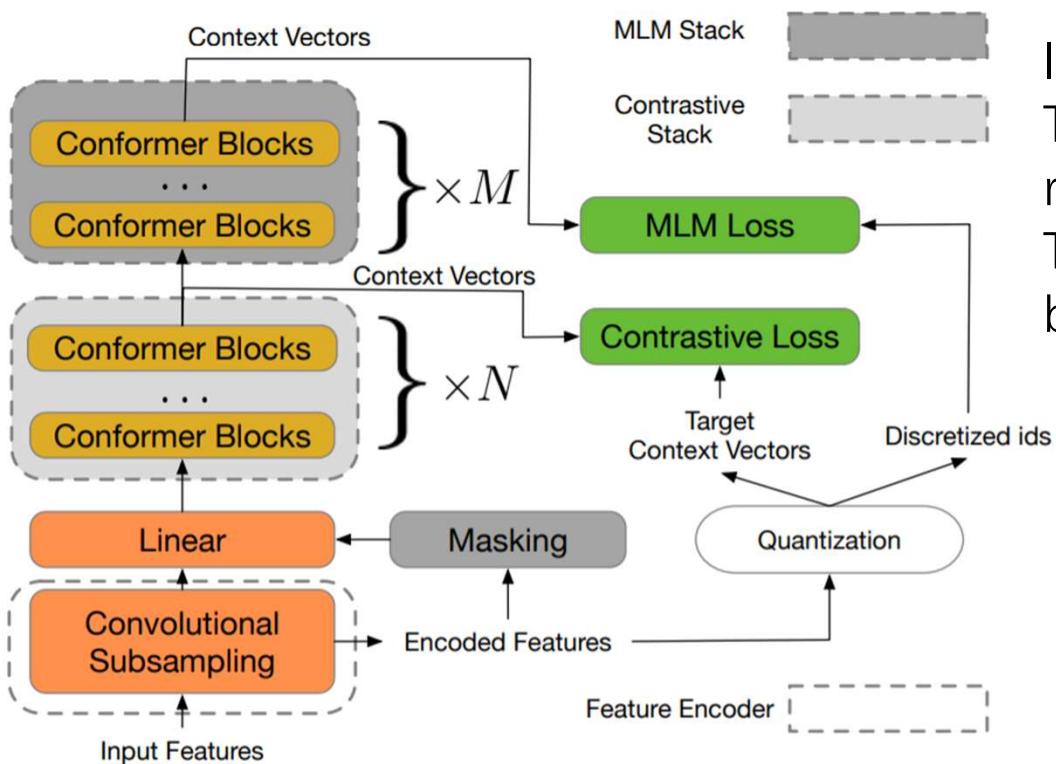 Context Vectors
MLM Stack
Contrastive
Stack
Conformer Blocks
...
Conformer Blocks
} × M
MLM Loss
Context Vectors
Conformer Blocks
...
Conformer Blocks
} × N
Contrastive Loss
Target
Context Vectors
Discretized ids
Linear
Masking
Quantization
Convolutional
Subsampling
Encoded Features
Feature Encoder
Input Features